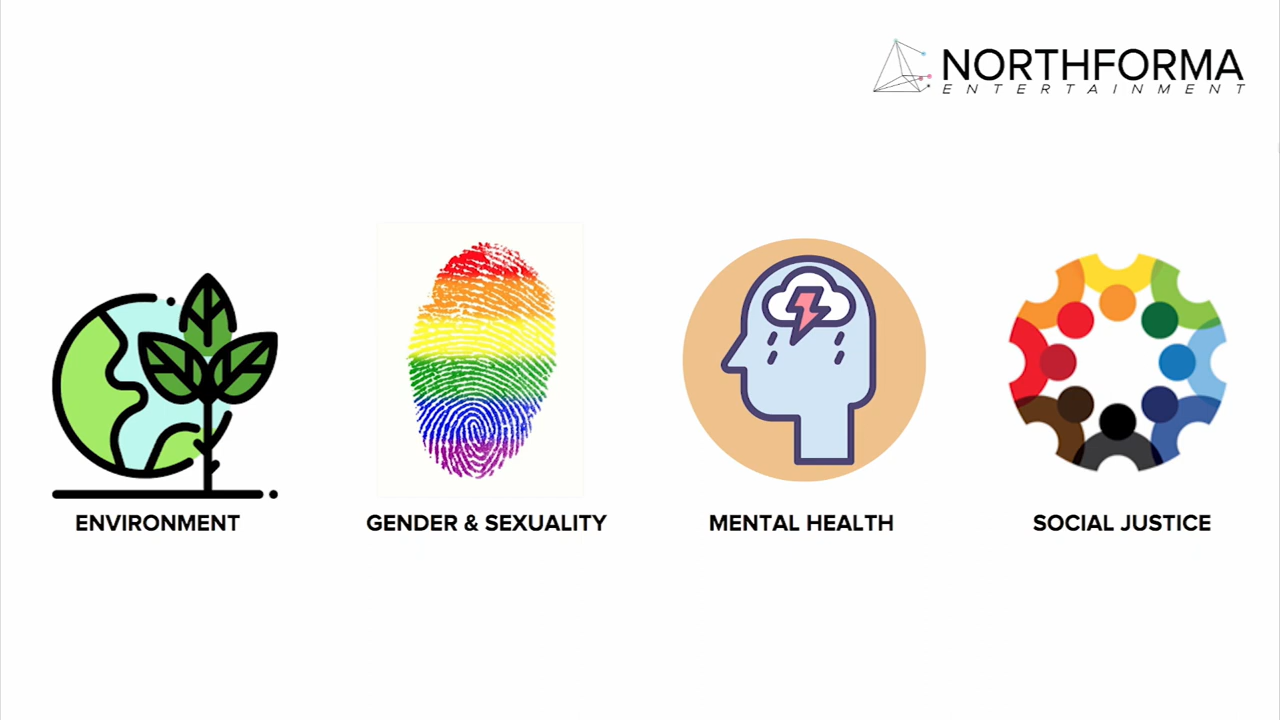 NORTHFORMA
ENTERTAINMENT
ENVIRONMENT
GENDER & SEXUALITY
MENTAL HEALTH
SOCIAL JUSTICE